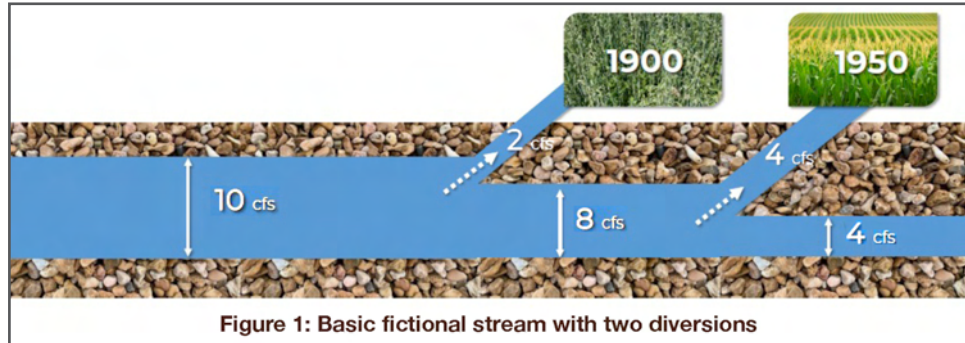 1900
1950
2 cfs
4 cfs
10 cfs
8 cfs
4 cfs
Figure 1: Basic fictional stream with two diversions